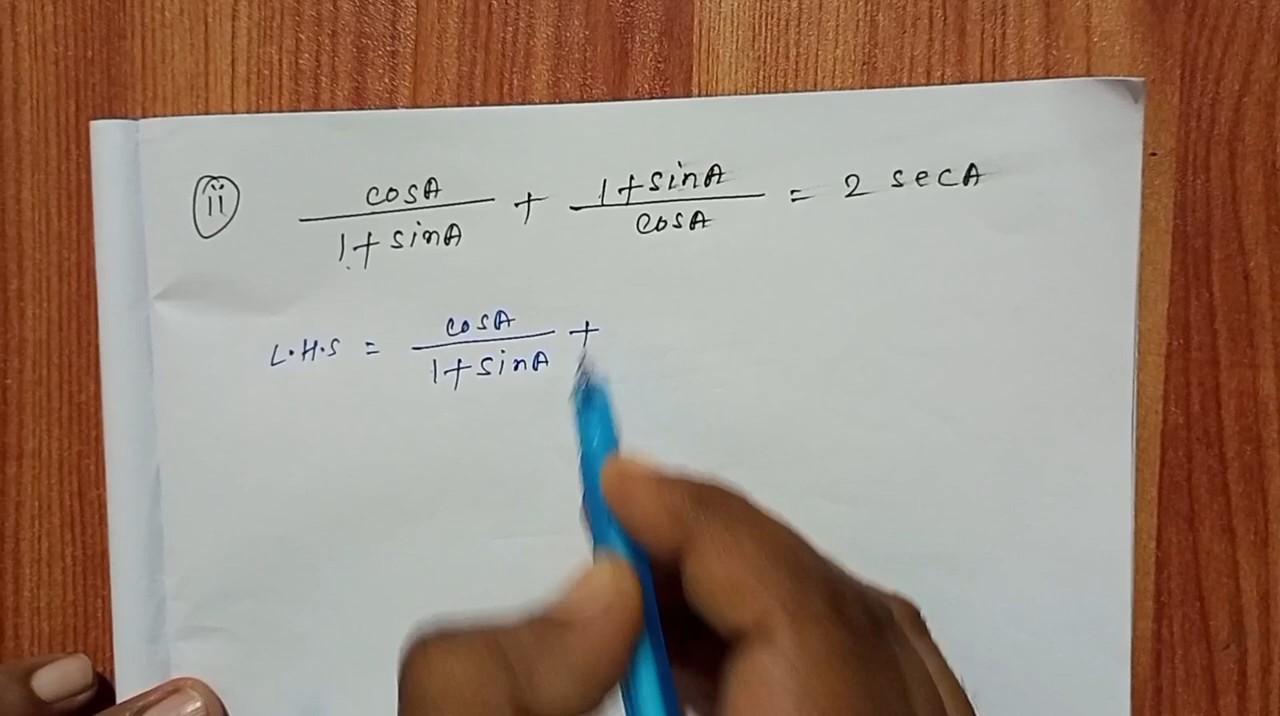 (ii) cosA/(1+sinA) + (1+sinA)/cosA = 2 secA
L.H.S = cosA/(1+sinA) +